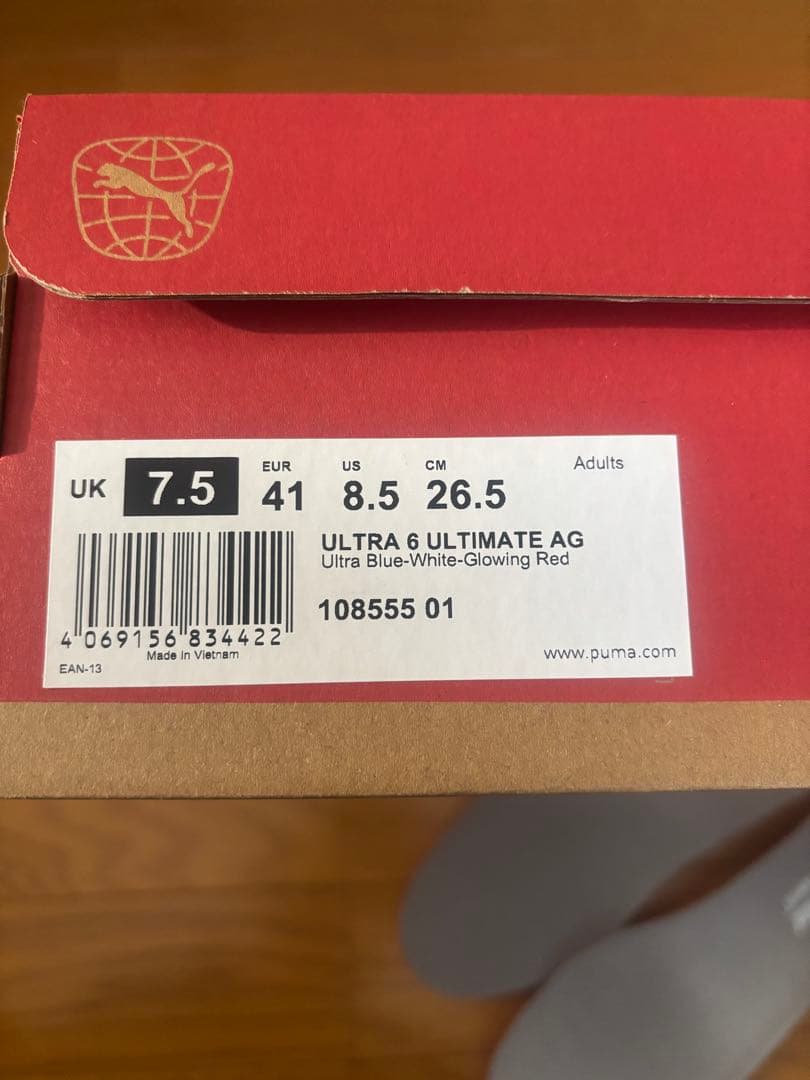 UK 7.5 EUR 41 US 8.5 CM 26.5 Adults
ULTRA 6 ULTIMATE AG
Ultra Blue-White-Glowing Red
108555 01
4 069156 834422
Made in Vietnam
EAN-13
www.puma.com